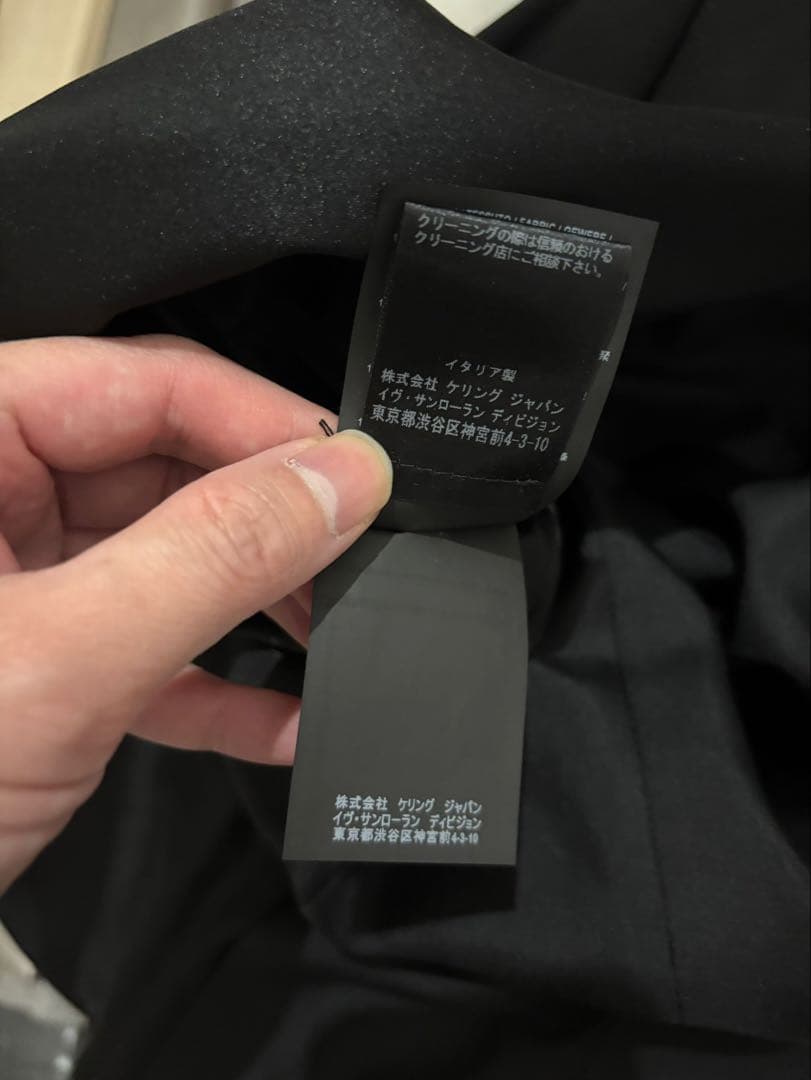 TESSUTO / FABRIC / GEWEBE /
クリーニングの際は信頼のおける
クリーニング店にご相談下さい。
イタリア製
株式会社 ケリング ジャパン
イヴ・サンローラン ディビジョン
東京都渋谷区神宮前4-3-10
株式会社 ケリング ジャパン
イヴ・サンローラン ディビジョン
東京都渋谷区神宮前4-3-10